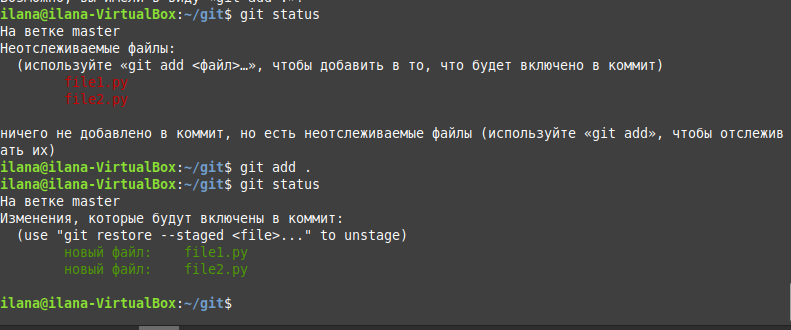 ilana@ilana-VirtualBox:~/git$ git status
На ветке master
Неотслеживаемые файлы:
  (используйте «git add <файл>…», чтобы добавить в то, что будет включено в коммит)
        file1.py
        file2.py

ничего не добавлено в коммит, но есть неотслеживаемые файлы (используйте «git add», чтобы отслежив
ать их)
ilana@ilana-VirtualBox:~/git$ git add .
ilana@ilana-VirtualBox:~/git$ git status
На ветке master
Изменения, которые будут включены в коммит:
  (use "git restore --staged <file>..." to unstage)
        новый файл:    file1.py
        новый файл:    file2.py

ilana@ilana-VirtualBox:~/git$